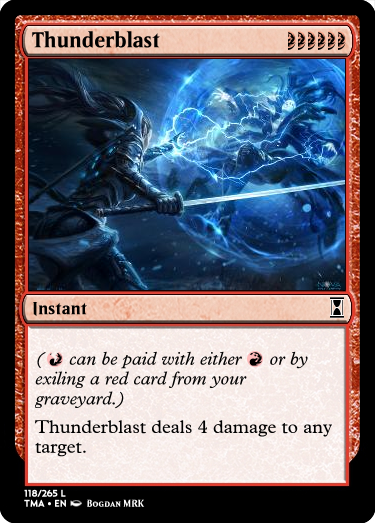 Thunderblast
Instant
( can be paid with either or by
exiling a red card from your
graveyard.)
Thunderblast deals 4 damage to any
target.
118/265 L
TMA • EN BOGDAN MRK